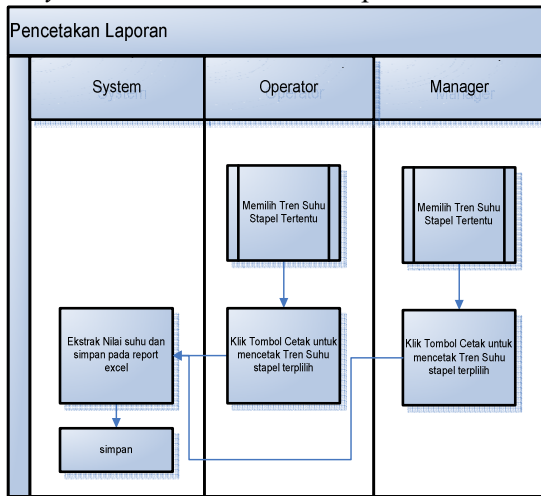 Pencetakan Laporan
System
Operator
Manager
Memilih Tren Suhu
Stapel Tertentu
Memilih Tren Suhu
Stapel Tertentu
Ekstrak Nilai suhu dan
simpan pada report
excel
Klik Tombol Cetak untuk
mencetak Tren Suhu
stapel terplilih
Klik Tombol Cetak untuk
mencetak Tren Suhu
stapel terplilih
simpan